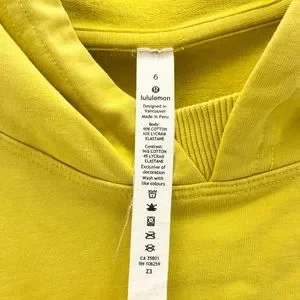 6
lululemon
Designed in
Vancouver
Made in Peru
Body:
90% COTTON
10% LYCRA®
ELASTANE
Contrast:
96% COTTON
4% LYCRA®
ELASTANE
Exclusive of
decoration
Wash with
like colours
CA 35801
RN 106259
Z3